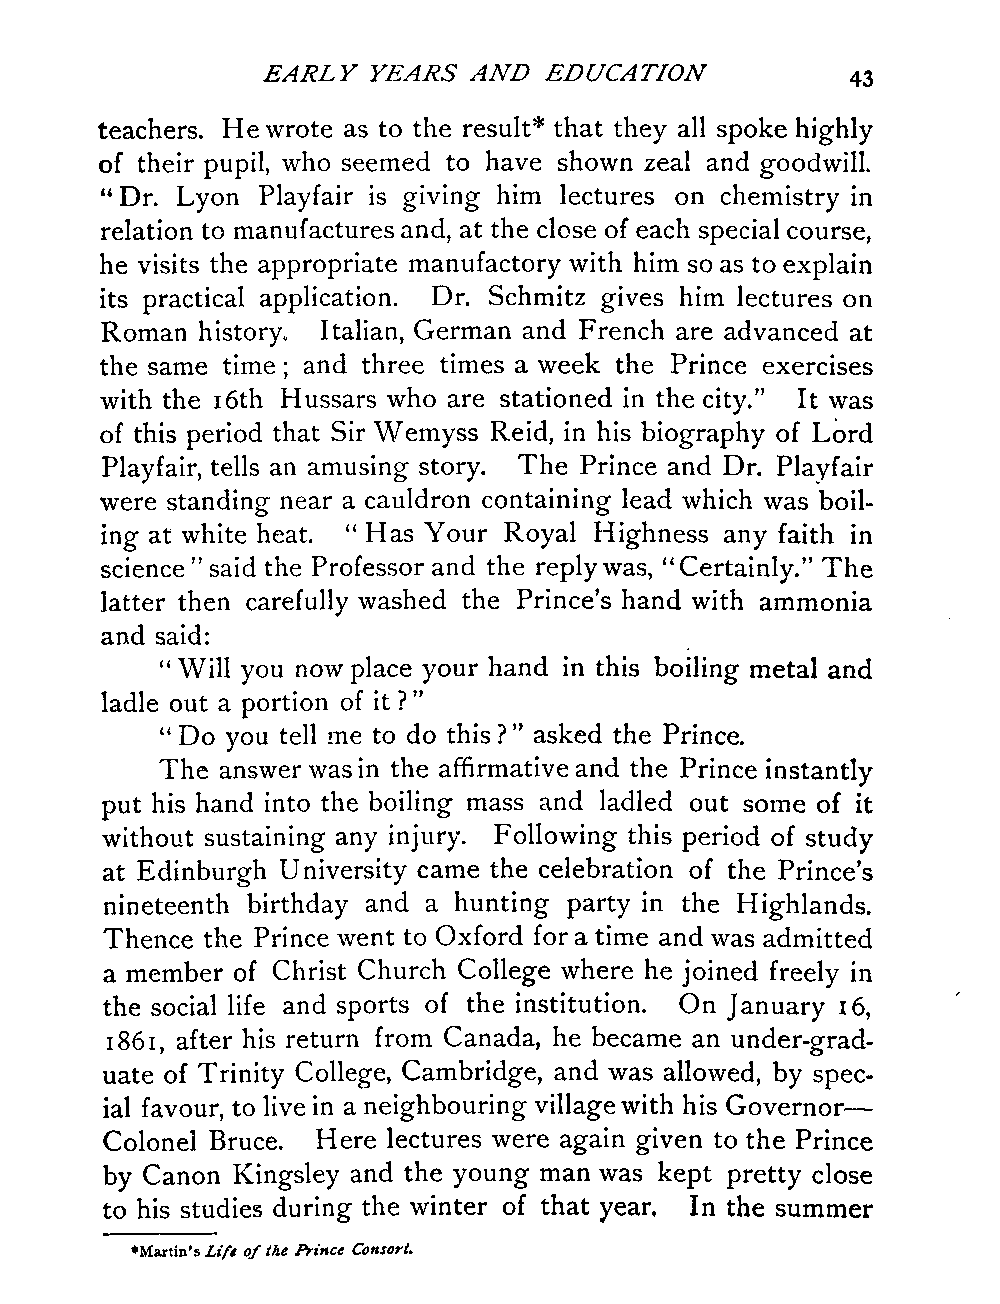 EARLY YEARS AND EDUCATION 43
teachers. He wrote as to the result* that they all spoke highly
of their pupil, who seemed to have shown zeal and goodwill.
“Dr. Lyon Playfair is giving him lectures on chemistry in
relation to manufactures and, at the close of each special course,
he visits the appropriate manufactory with him so as to explain
its practical application. Dr. Schmitz gives him lectures on
Roman history. Italian, German and French are advanced at
the same time; and three times a week the Prince exercises
with the 16th Hussars who are stationed in the city.” It was
of this period that Sir Wemyss Reid, in his biography of Lord
Playfair, tells an amusing story. The Prince and Dr. Playfair
were standing near a cauldron containing lead which was boil-
ing at white heat. “Has Your Royal Highness any faith in
science” said the Professor and the reply was, “Certainly.” The
latter then carefully washed the Prince’s hand with ammonia
and said:
“Will you now place your hand in this boiling metal and
ladle out a portion of it?”
“Do you tell me to do this?” asked the Prince.
The answer was in the affirmative and the Prince instantly
put his hand into the boiling mass and ladled out some of it
without sustaining any injury. Following this period of study
at Edinburgh University came the celebration of the Prince’s
nineteenth birthday and a hunting party in the Highlands.
Thence the Prince went to Oxford for a time and was admitted
a member of Christ Church College where he joined freely in
the social life and sports of the institution. On January 16,
1861, after his return from Canada, he became an under-grad-
uate of Trinity College, Cambridge, and was allowed, by spec-
ial favour, to live in a neighbouring village with his Governor—
Colonel Bruce. Here lectures were again given to the Prince
by Canon Kingsley and the young man was kept pretty close
to his studies during the winter of that year. In the summer
*Martin’s Life of the Prince Consort.